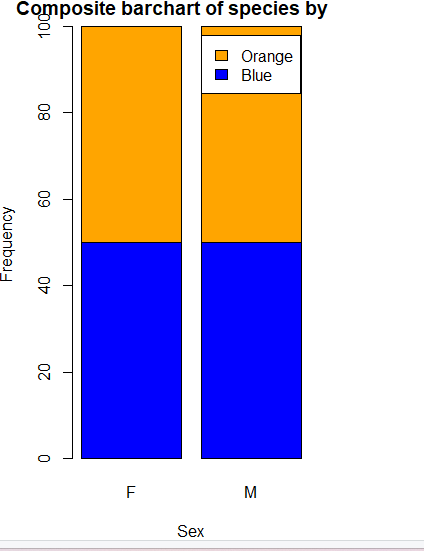 Composite barchart of species by
Orange
Blue
100
80
60
40
20
0
Frequency
F
M
Sex